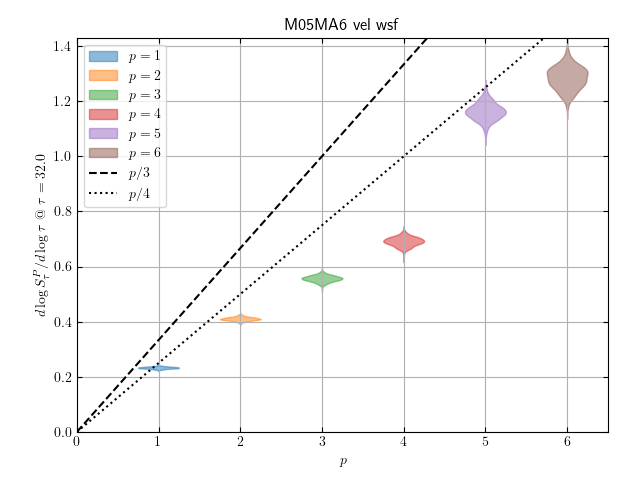 M05MA6 vel wsf
1.4
1.2
1.0
0.8
0.6
0.4
0.2
0.0
d log S_τ^P / d log τ @ τ = 32.0
p = 1
p = 2
p = 3
p = 4
p = 5
p = 6
p/3
p/4
0 1 2 3 4 5 6
p